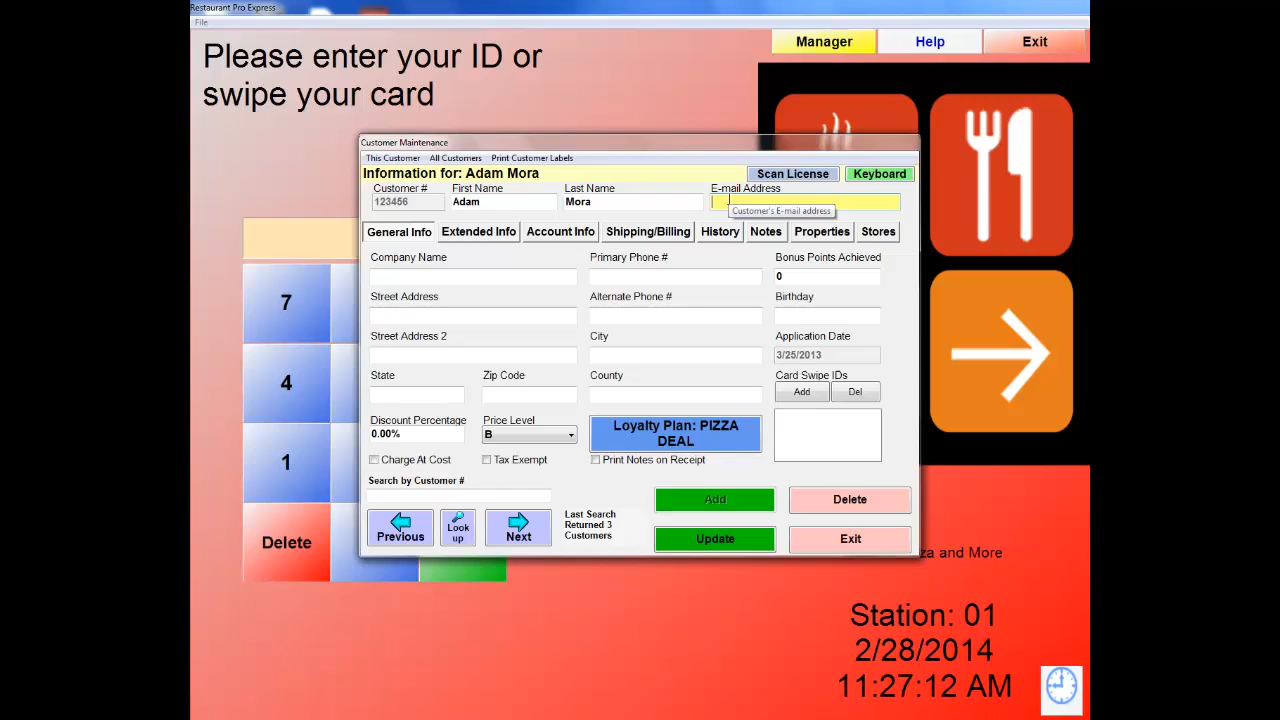 Restaurant Pro Express
File
Please enter your ID or
swipe your card
Manager
Help
Exit
Customer Maintenance
This Customer
All Customers
Print Customer Labels
Information for: Adam Mora
Scan License
Keyboard
Customer #
First Name
Last Name
E-mail Address
123456
Adam
Mora
Customer's E-mail address
General Info
Extended Info
Account Info
Shipping/Billing
History
Notes
Properties
Stores
Company Name
Primary Phone #
Bonus Points Achieved
0
Street Address
Alternate Phone #
Birthday
Street Address 2
City
Application Date
3/25/2013
State
Zip Code
County
Card Swipe IDs
Add
Del
Discount Percentage
0.00%
Price Level
B
Loyalty Plan: PIZZA
DEAL
Charge At Cost
Tax Exempt
Print Notes on Receipt
Search by Customer #
Previous
Look
up
Next
Last Search
Returned 3
Customers
Add
Delete
Update
Exit
7
4
1
Delete
za and More
Station: 01
2/28/2014
11:27:12 AM